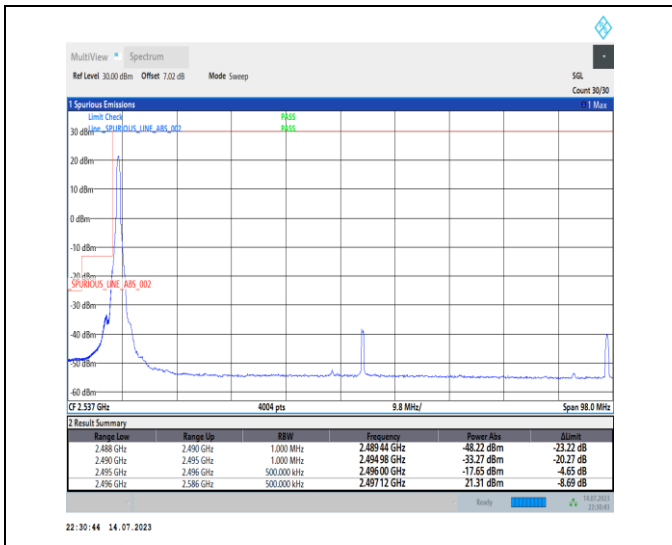 MultiView Spectrum
Ref Level 30.00 dBm Offset 7.02 dB Mode Sweep SGL
Count 30/30
1 Spurious Emissions 1 Max
Limit Check PASS
Line _SPURIOUS_LINE_ABS_002 PASS
30 dBm
20 dBm
10 dBm
0 dBm
-10 dBm
-20 dBm
_SPURIOUS_LINE_ABS_002
-30 dBm
-40 dBm
-50 dBm
-60 dBm
CF 2.537 GHz 4004 pts 9.8 MHz/ Span 98.0 MHz
2 Result Summary
Range Low Range Up RBW Frequency Power Abs ΔLimit
2.488 GHz 2.490 GHz 1.000 MHz 2.489 44 GHz -48.22 dBm -23.22 dB
2.490 GHz 2.495 GHz 1.000 MHz 2.494 98 GHz -33.27 dBm -20.27 dB
2.495 GHz 2.496 GHz 500.000 kHz 2.496 00 GHz -17.65 dBm -4.65 dB
2.496 GHz 2.586 GHz 500.000 kHz 2.497 12 GHz 21.31 dBm -8.69 dB
Ready 14.07.2023
22:30:43
22:30:44 14.07.2023